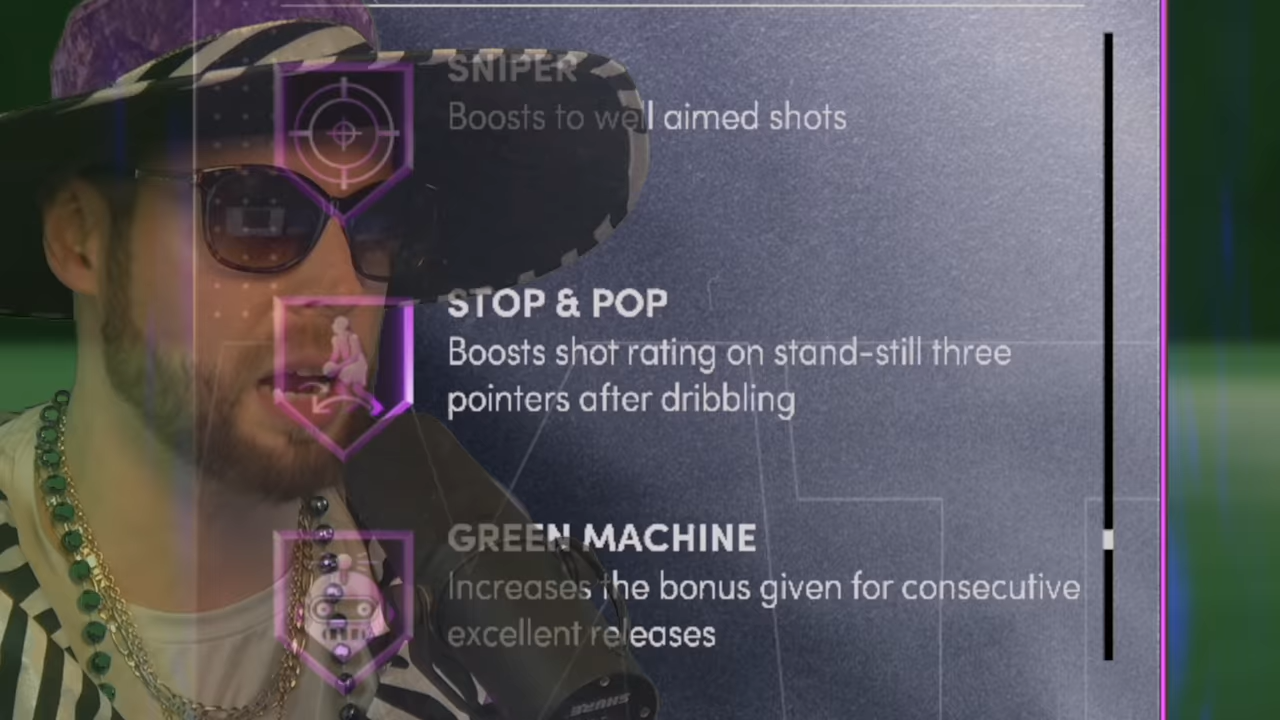 SNIPER
Boosts to well aimed shots
STOP & POP
Boosts shot rating on stand-still three
pointers after dribbling
GREEN MACHINE
Increases the bonus given for consecutive
excellent releases
SHURE